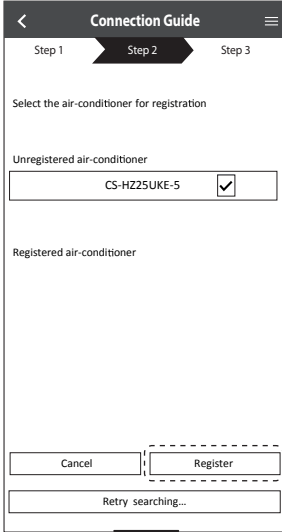 Connection Guide
Step 1 Step 2 Step 3
Select the air-conditioner for registration
Unregistered air-conditioner
CS-HZ25UKE-5
Registered air-conditioner
Cancel Register
Retry searching...